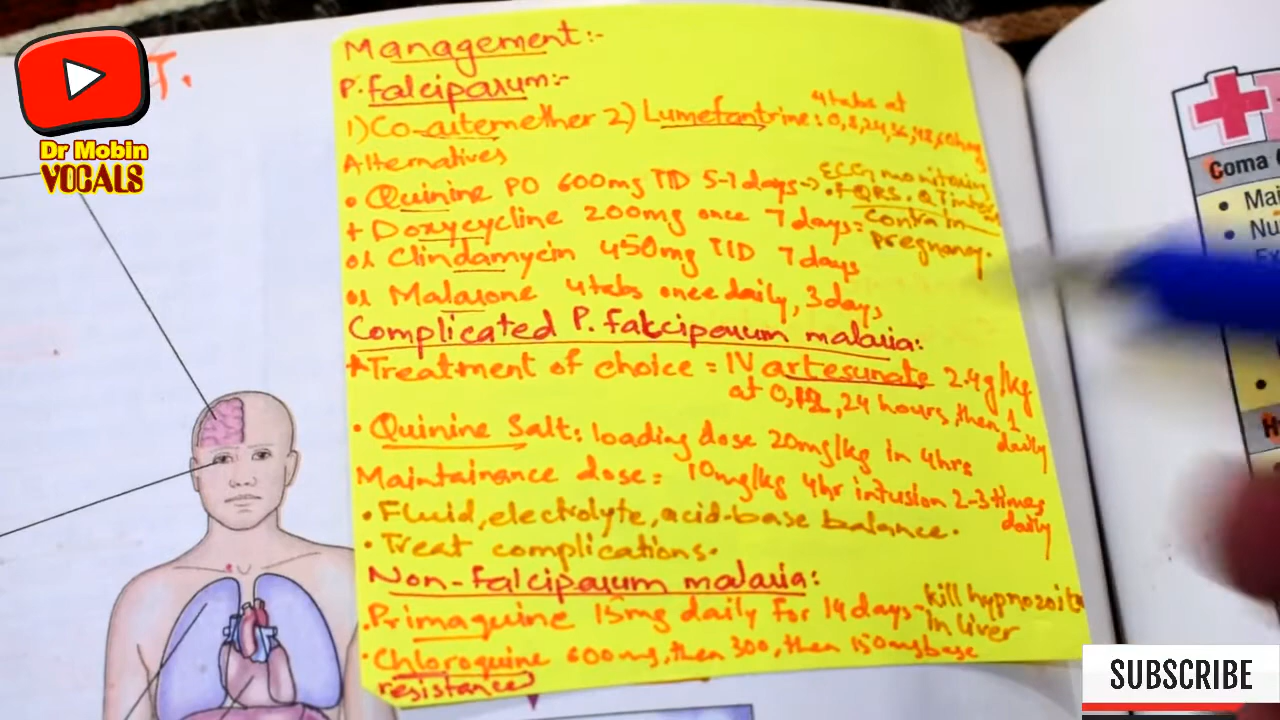 Dr Mobin
VOCALS
T.
Management:-
P. falciparum:-
1) Co-artemether 2) Lumefantrine: 4 tabs at 0, 8, 24, 36, 48, 60 hrs
Alternatives
• Quinine PO 600mg TID 5-7 days → ECG monitoring
• ↑ QRS, QT
+ Doxycycline 200mg once 7 days = Contra In pregnancy.
or Clindamycin 450mg TID 7 days
or Malarone 4 tabs once daily, 3 days
Complicated P. falciparum malaria:
*Treatment of choice = IV artesunate 2.4g/kg
at 0, 12, 24 hours, then 1 daily
• Quinine Salt: loading dose 20mg/kg in 4hrs
Maintainance dose: 10mg/kg 4hr infusion 2-3 times daily
• Fluid, electrolyte, acid-base balance.
• Treat complications.
Non-falciparum malaria:
• Primaquine 15mg daily for 14 days → kill hypnozoite in liver
• Chloroquine 600mg, then 300, then 150mg base
resistance
Coma
• Mai
• Nu
Ex
H
SUBSCRIBE